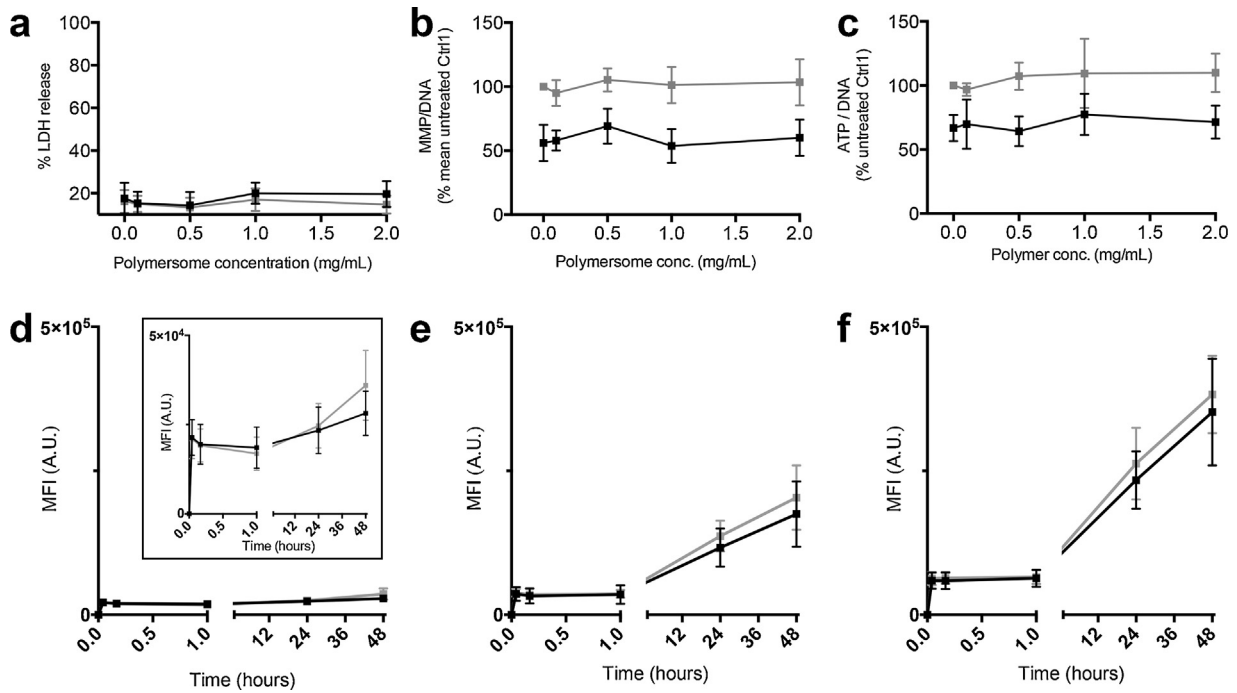 a
100
80
60
40
20
% LDH release
0.0 0.5 1.0 1.5 2.0
Polymersome concentration (mg/mL)
b
150
100
50
0
MMP/DNA
(% mean untreated Ctrl1)
0.0 0.5 1.0 1.5 2.0
Polymersome conc. (mg/mL)
c
150
100
50
0
ATP / DNA
(% untreated Ctrl1)
0.0 0.5 1.0 1.5 2.0
Polymer conc. (mg/mL)
d
5×10⁵
0
MFI (A.U.)
5×10⁴
0
MFI (A.U.)
0.0 0.5 1.0 12 24 36 48
Time (hours)
0.0 0.5 1.0 12 24 36 48
Time (hours)
e
5×10⁵
0
MFI (A.U.)
0.0 0.5 1.0 12 24 36 48
Time (hours)
f
5×10⁵
0
MFI (A.U.)
0.0 0.5 1.0 12 24 36 48
Time (hours)